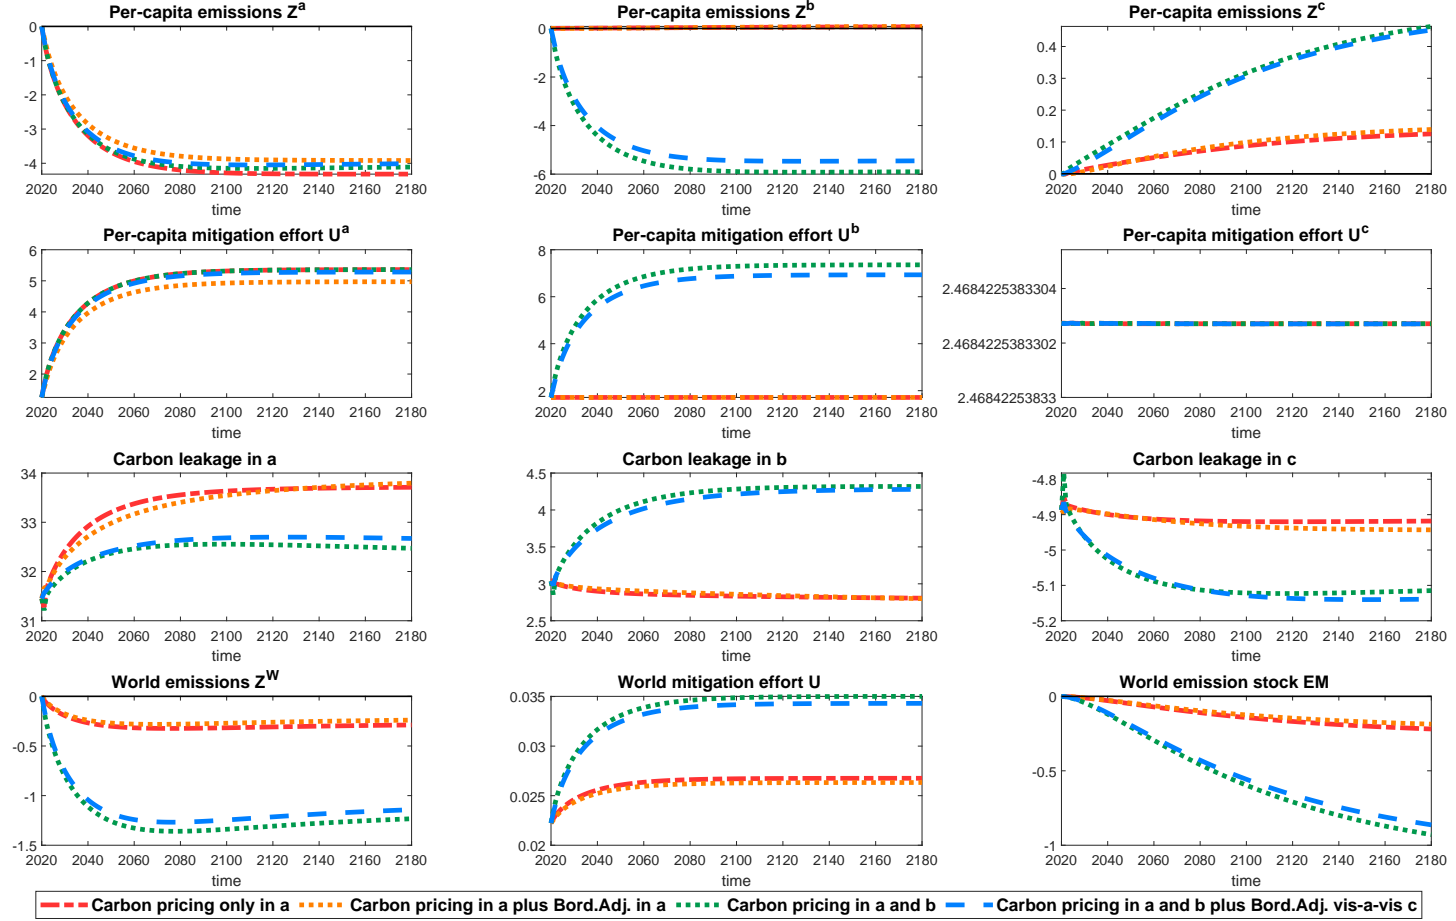 Per-capita emissions Z^a
Per-capita emissions Z^b
Per-capita emissions Z^c
0
-1
-2
-3
-4
2020 2040 2060 2080 2100 2120 2140 2160 2180
time
0
-2
-4
-6
2020 2040 2060 2080 2100 2120 2140 2160 2180
time
0.4
0.3
0.2
0.1
0
2020 2040 2060 2080 2100 2120 2140 2160 2180
time
Per-capita mitigation effort U^a
Per-capita mitigation effort U^b
Per-capita mitigation effort U^c
6
5
4
3
2
2020 2040 2060 2080 2100 2120 2140 2160 2180
time
8
6
4
2
2020 2040 2060 2080 2100 2120 2140 2160 2180
time
2.4684225383304
2.4684225383302
2.46842253833
2020 2040 2060 2080 2100 2120 2140 2160 2180
time
Carbon leakage in a
Carbon leakage in b
Carbon leakage in c
34
33
32
31
2020 2040 2060 2080 2100 2120 2140 2160 2180
time
4.5
4
3.5
3
2.5
2020 2040 2060 2080 2100 2120 2140 2160 2180
time
-4.8
-4.9
-5
-5.1
-5.2
2020 2040 2060 2080 2100 2120 2140 2160 2180
time
World emissions Z^W
World mitigation effort U
World emission stock EM
0
-0.5
-1
-1.5
2020 2040 2060 2080 2100 2120 2140 2160 2180
time
0.035
0.03
0.025
0.02
2020 2040 2060 2080 2100 2120 2140 2160 2180
time
0
-0.5
-1
2020 2040 2060 2080 2100 2120 2140 2160 2180
time
Carbon pricing only in a Carbon pricing in a plus Bord.Adj. in a Carbon pricing in a and b Carbon pricing in a and b plus Bord.Adj. vis-a-vis c